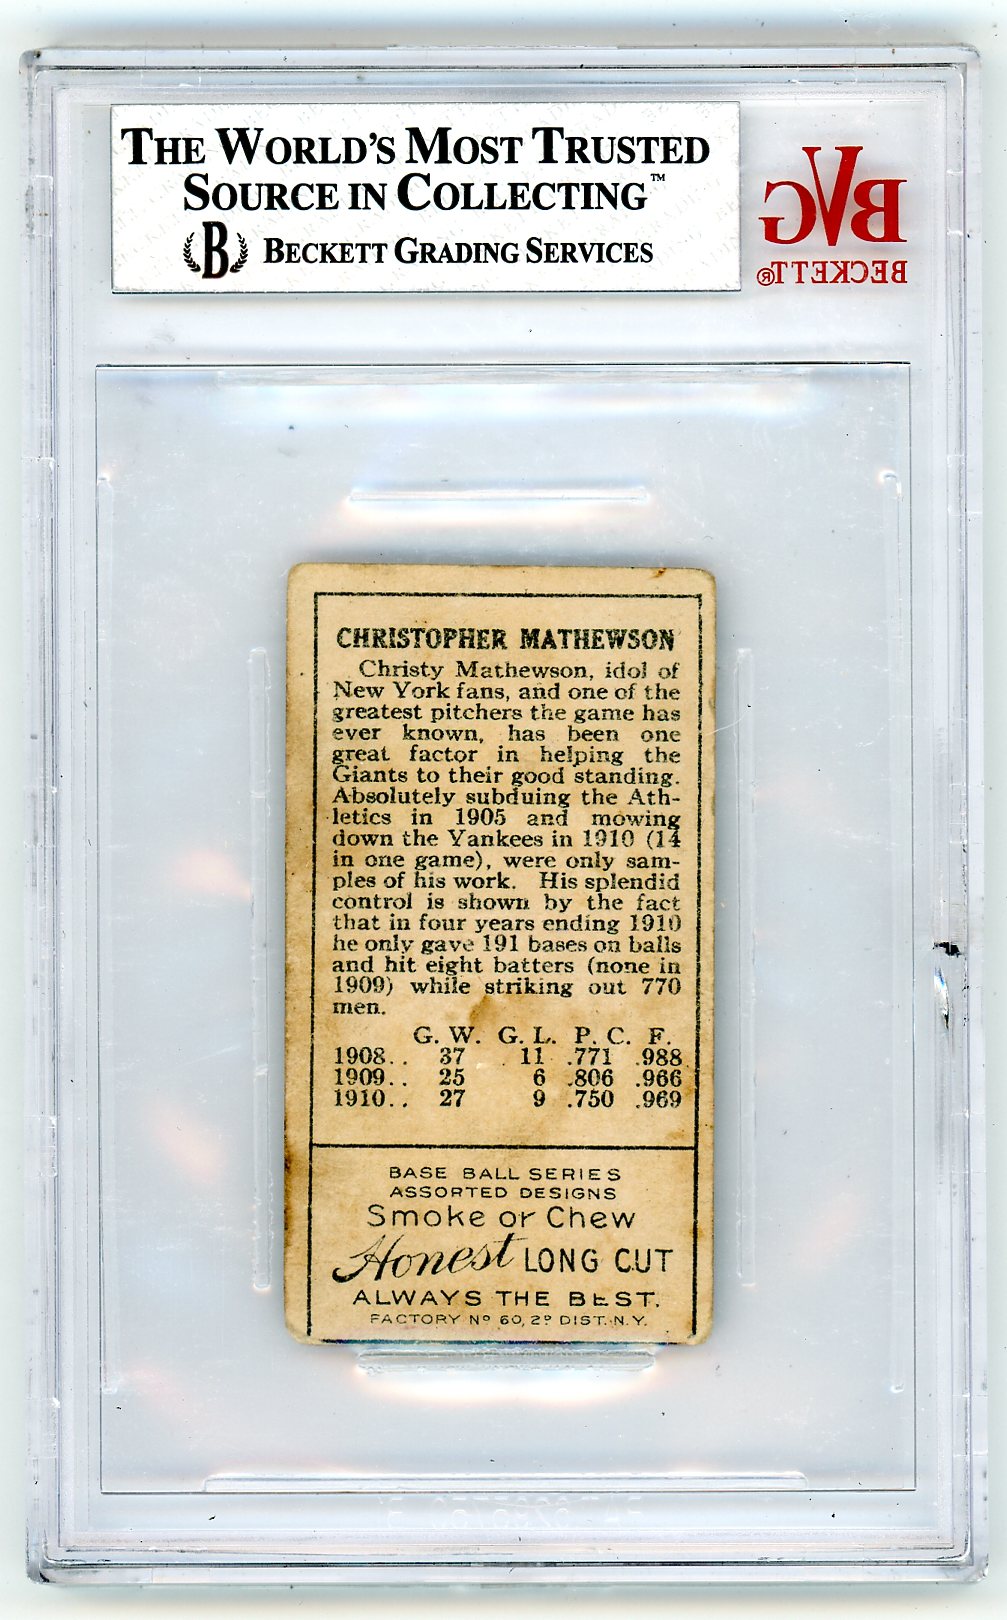 THE WORLD'S MOST TRUSTED
SOURCE IN COLLECTING™
B BECKETT GRADING SERVICES
BVG
BECKETT®
CHRISTOPHER MATHEWSON
Christy Mathewson, idol of
New York fans, and one of the
greatest pitchers the game has
ever known, has been one
great factor in helping the
Giants to their good standing.
Absolutely subduing the Ath-
letics in 1905 and mowing
down the Yankees in 1910 (14
in one game), were only sam-
ples of his work. His splendid
control is shown by the fact
that in four years ending 1910
he only gave 191 bases on balls
and hit eight batters (none in
1909) while striking out 770
men.
G. W. G. L. P. C. F.
1908.. 37 11 .771 .988
1909.. 25 6 .806 .966
1910.. 27 9 .750 .969
BASE BALL SERIES
ASSORTED DESIGNS
Smoke or Chew
Honest LONG CUT
ALWAYS THE BEST.
FACTORY Nº 60, 2º DIST. N.Y.